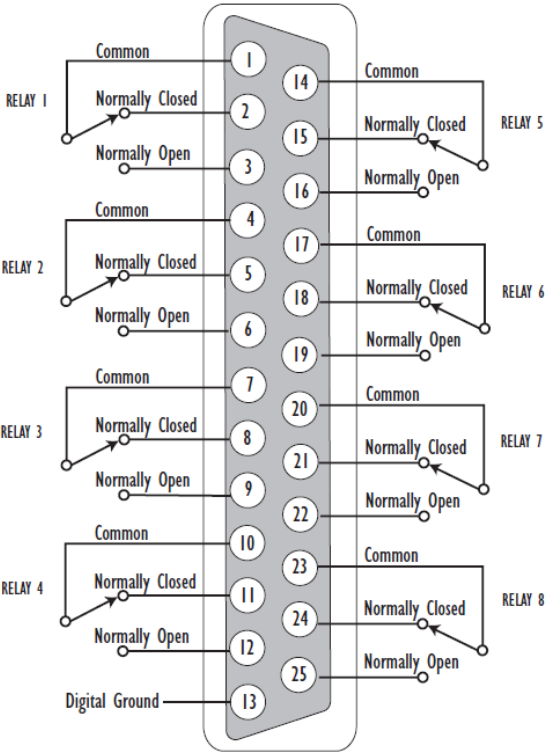 Common
1
RELAY 1
Normally Closed
2
Normally Open
3
Common
4
RELAY 2
Normally Closed
5
Normally Open
6
Common
7
RELAY 3
Normally Closed
8
Normally Open
9
Common
10
RELAY 4
Normally Closed
11
Normally Open
12
Digital Ground
13
14
Common
15
Normally Closed
RELAY 5
16
Normally Open
17
Common
18
Normally Closed
RELAY 6
19
Normally Open
20
Common
21
Normally Closed
RELAY 7
22
Normally Open
23
Common
24
Normally Closed
RELAY 8
25
Normally Open